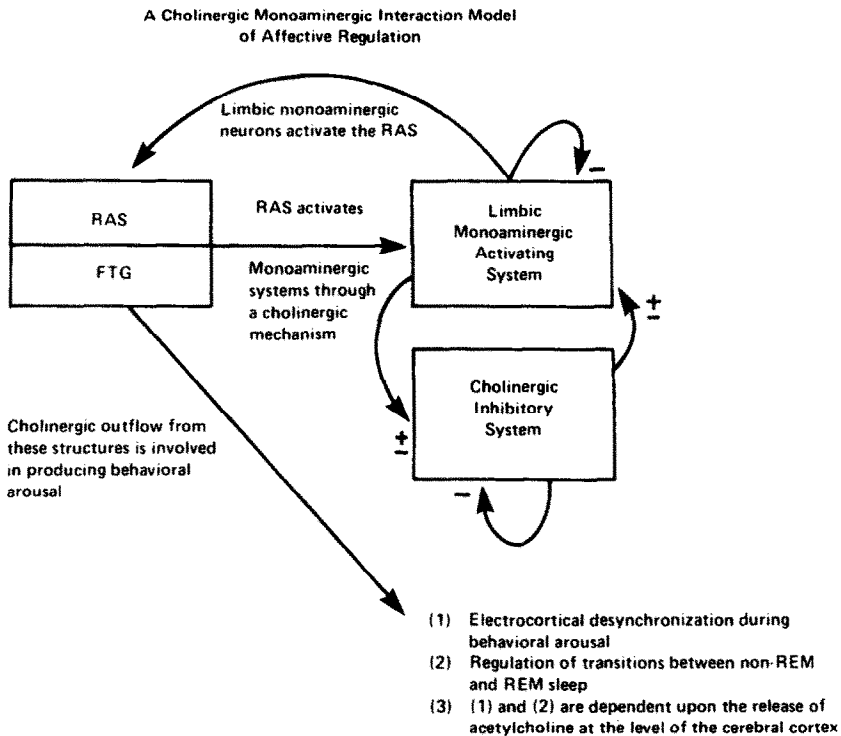 A Cholinergic Monoaminergic Interaction Model
of Affective Regulation
Limbic monoaminergic
neurons activate the RAS
RAS
FTG
RAS activates
Monoaminergic
systems through
a cholinergic
mechanism
Limbic
Monoaminergic
Activating
System
−
±
Cholinergic
Inhibitory
System
±
−
Cholinergic outflow from
these structures is involved
in producing behavioral
arousal
(1) Electrocortical desynchronization during
behavioral arousal
(2) Regulation of transitions between non-REM
and REM sleep
(3) (1) and (2) are dependent upon the release of
acetylcholine at the level of the cerebral cortex